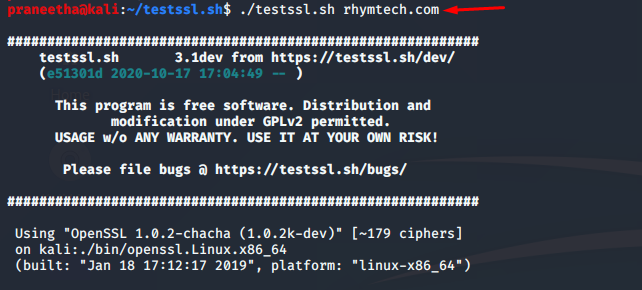 praneetha@kali:~/testssl.sh$ ./testssl.sh rhymtech.com
###########################################################
testssl.sh 3.1dev from https://testssl.sh/dev/
(e51301d 2020-10-17 17:04:49 -- )
This program is free software. Distribution and
modification under GPLv2 permitted.
USAGE w/o ANY WARRANTY. USE IT AT YOUR OWN RISK!
Please file bugs @ https://testssl.sh/bugs/
###########################################################
Using "OpenSSL 1.0.2-chacha (1.0.2k-dev)" [~179 ciphers]
on kali:./bin/openssl.Linux.x86_64
(built: "Jan 18 17:12:17 2019", platform: "linux-x86_64")